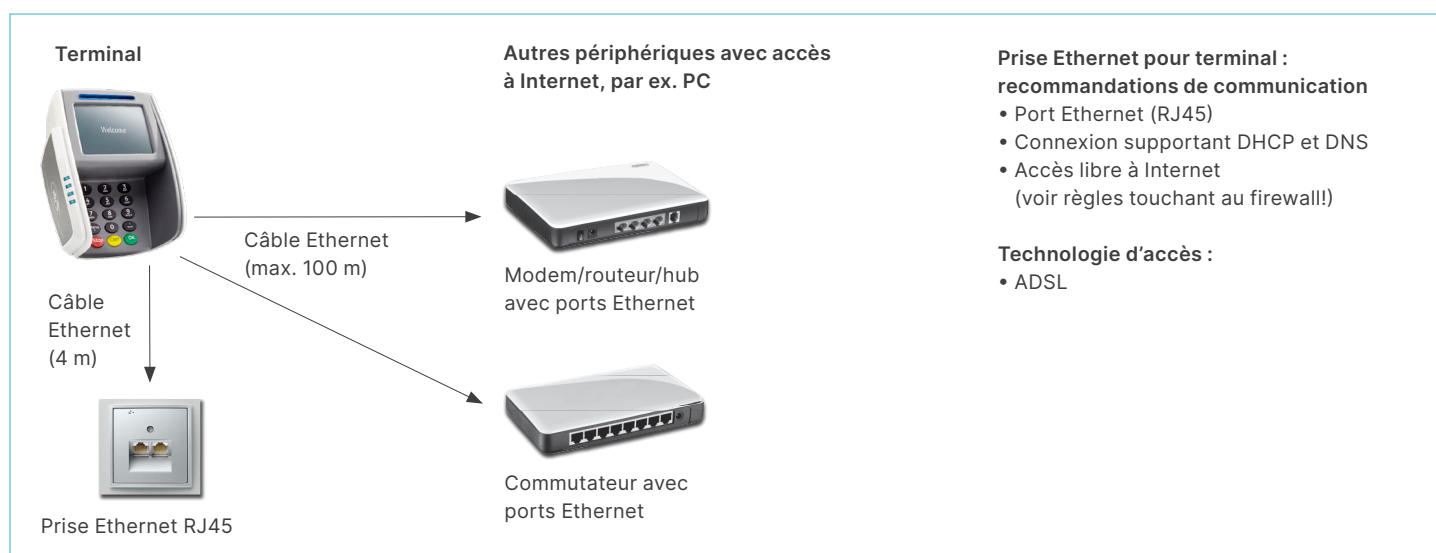 Terminal
Welcome
Câble Ethernet
(max. 100 m)
Câble
Ethernet
(4 m)
Prise Ethernet RJ45
Autres périphériques avec accès
à Internet, par ex. PC
Modem/routeur/hub
avec ports Ethernet
Commutateur avec
ports Ethernet
Prise Ethernet pour terminal :
recommandations de communication
• Port Ethernet (RJ45)
• Connexion supportant DHCP et DNS
• Accès libre à Internet
(voir règles touchant au firewall!)
Technologie d’accès :
• ADSL